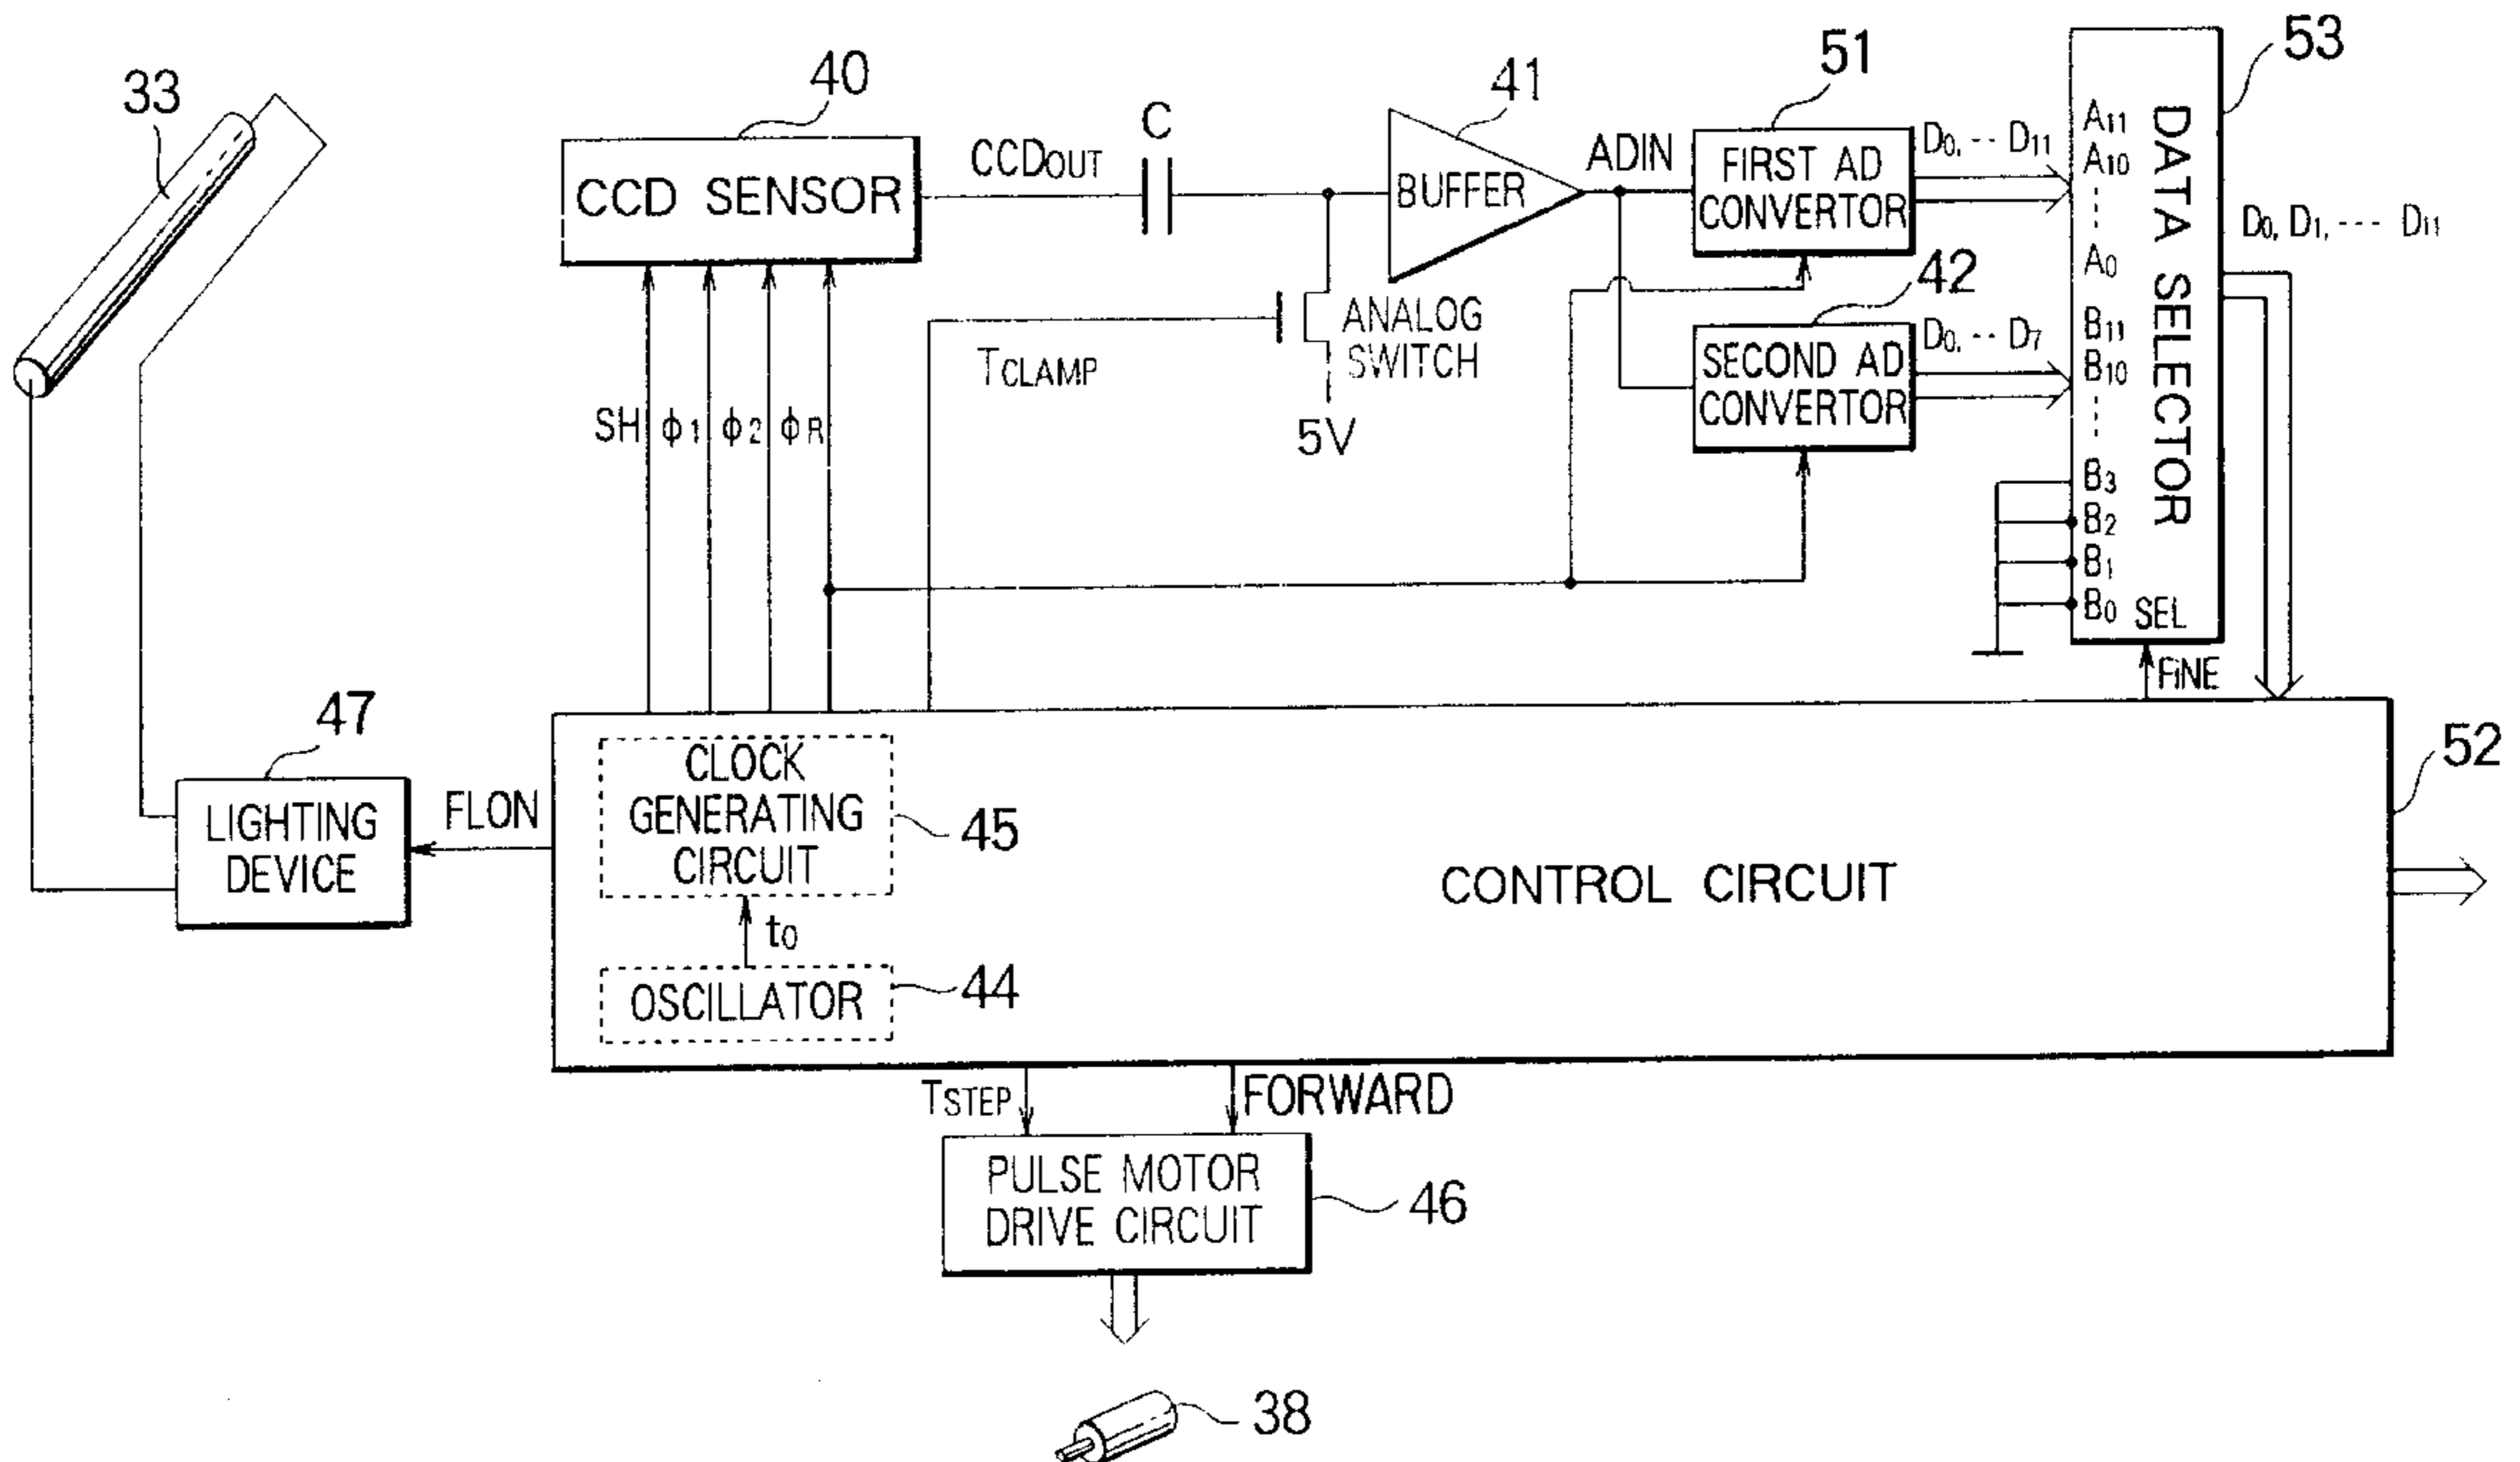 33
40
CCD SENSOR
CCDOUT
C
41
BUFFER
ADIN
51
FIRST AD
CONVERTOR
D0, -- D11
42
SECOND AD
CONVERTOR
D0, -- D7
53
DATA SELECTOR
A11
A10
A0
B11
B10
B3
B2
B1
B0
SEL
D0, D1, --- D11
ANALOG
SWITCH
5V
TCLAMP
SH
φ1
φ2
φR
FiNE
47
LIGHTING
DEVICE
FLON
CLOCK
GENERATING
CIRCUIT
45
t0
OSCILLATOR
44
CONTROL CIRCUIT
52
TSTEP
FORWARD
PULSE MOTOR
DRIVE CIRCUIT
46
38